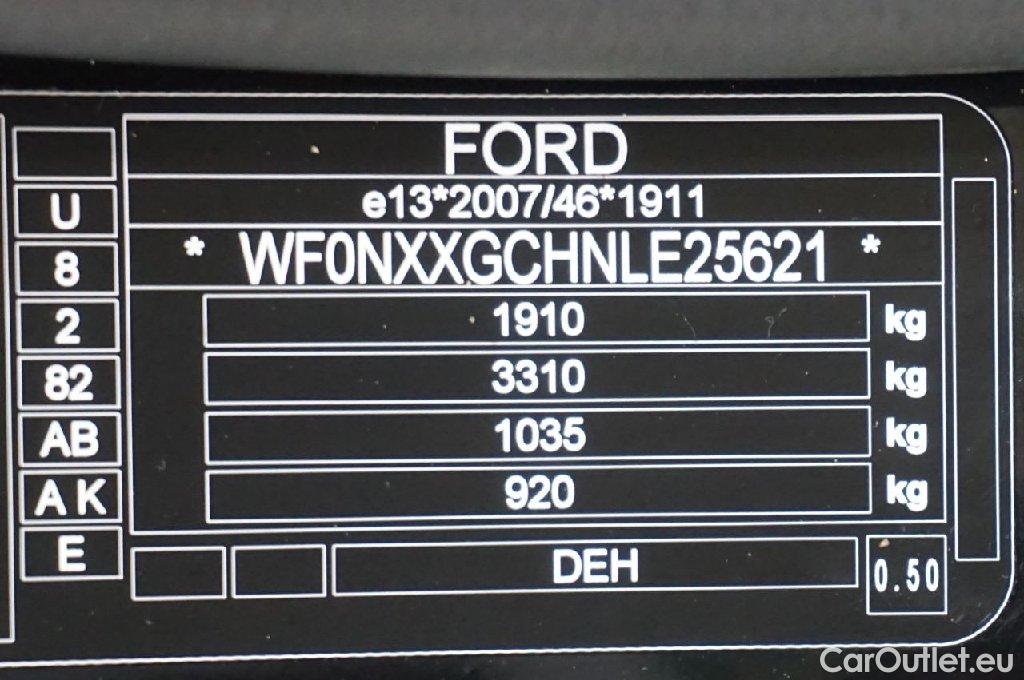 FORD
e13*2007/46*1911
* WF0NXXGCHNLE25621 *
U
8
2
82
AB
A K
E
1910 kg
3310 kg
1035 kg
920 kg
DEH
0.50
CarOutlet.eu